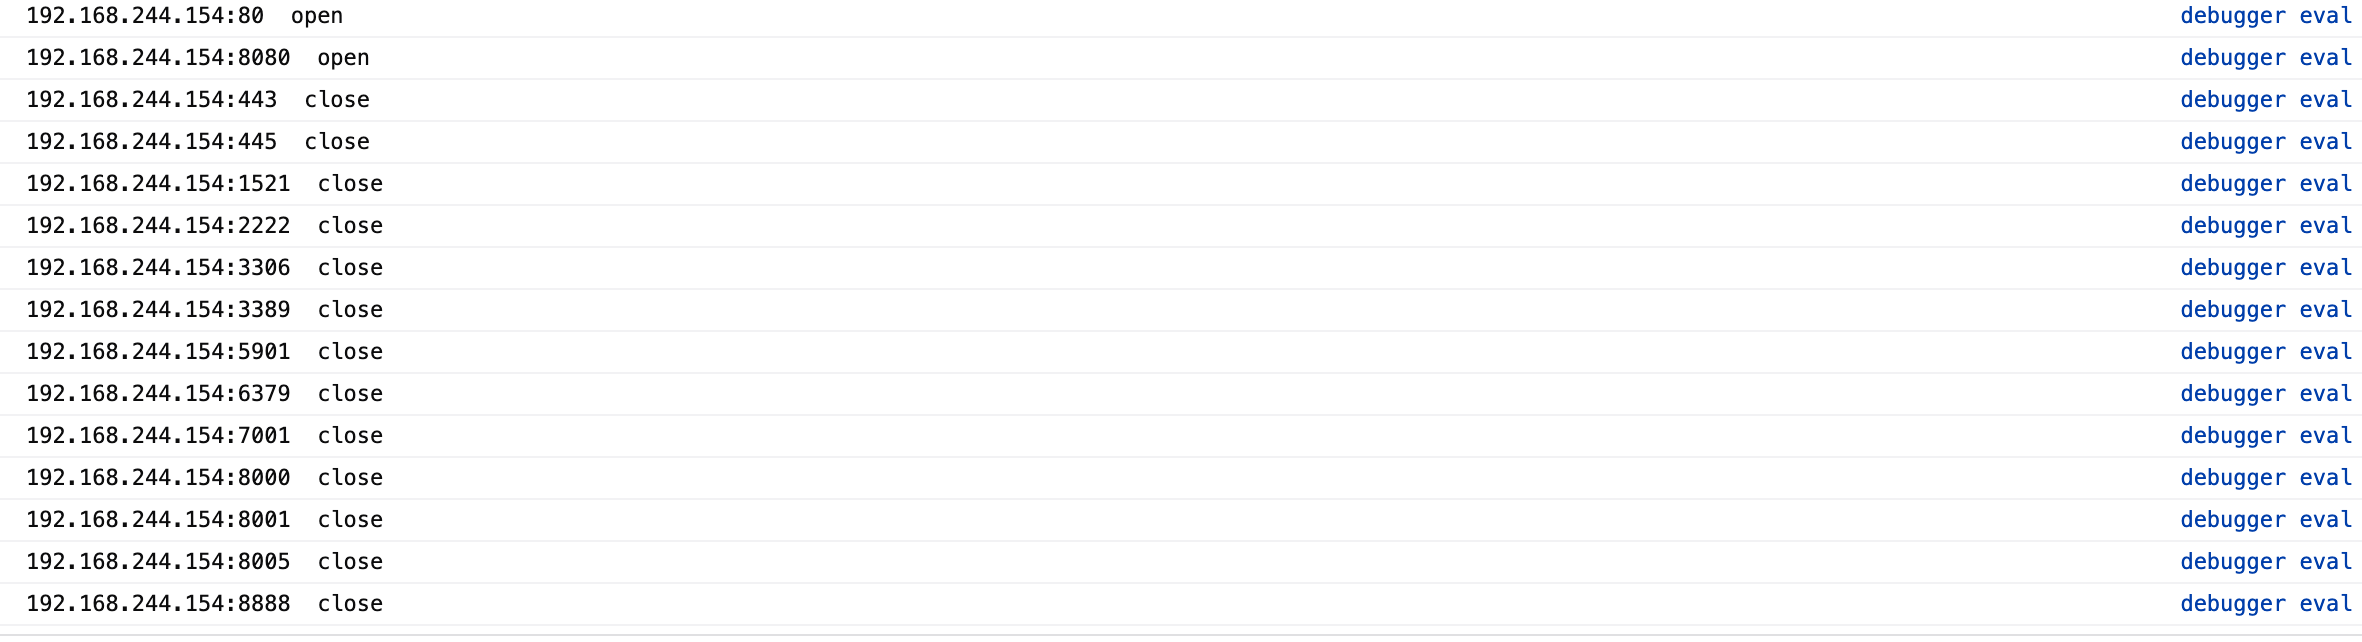 192.168.244.154:80  open debugger eval
192.168.244.154:8080  open debugger eval
192.168.244.154:443  close debugger eval
192.168.244.154:445  close debugger eval
192.168.244.154:1521  close debugger eval
192.168.244.154:2222  close debugger eval
192.168.244.154:3306  close debugger eval
192.168.244.154:3389  close debugger eval
192.168.244.154:5901  close debugger eval
192.168.244.154:6379  close debugger eval
192.168.244.154:7001  close debugger eval
192.168.244.154:8000  close debugger eval
192.168.244.154:8001  close debugger eval
192.168.244.154:8005  close debugger eval
192.168.244.154:8888  close debugger eval